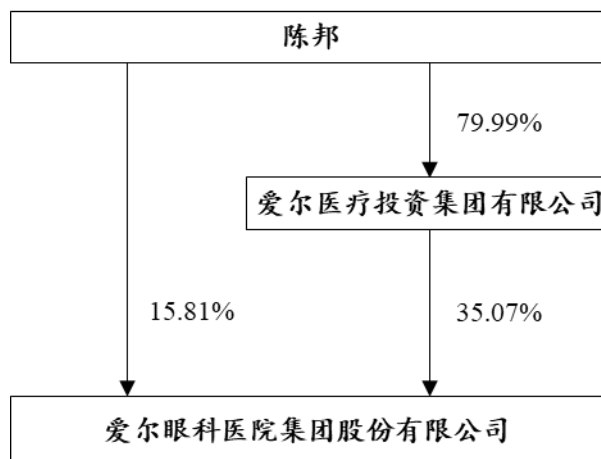 陈邦
79.99%
爱尔医疗投资集团有限公司
15.81%
35.07%
爱尔眼科医院集团股份有限公司